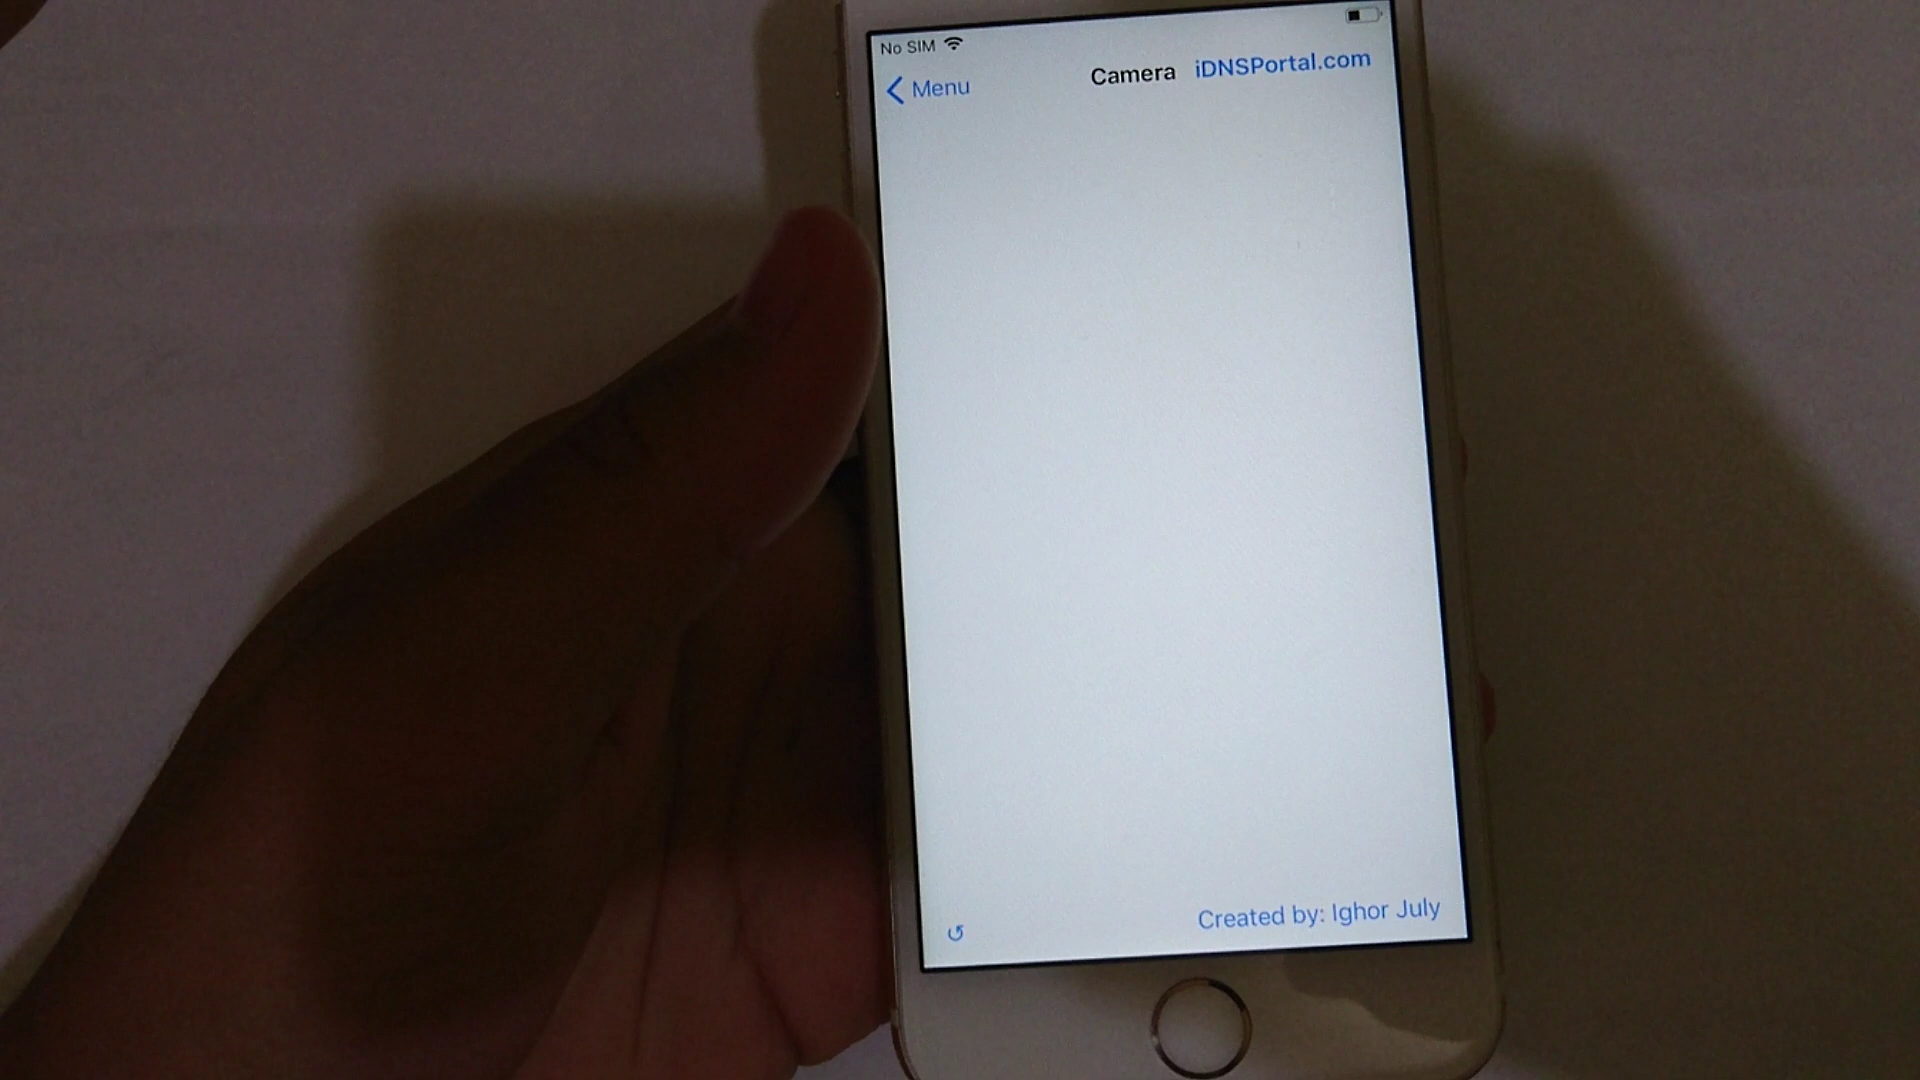 No SIM
Menu
Camera
iDNSPortal.com
↺
Created by: Ighor July